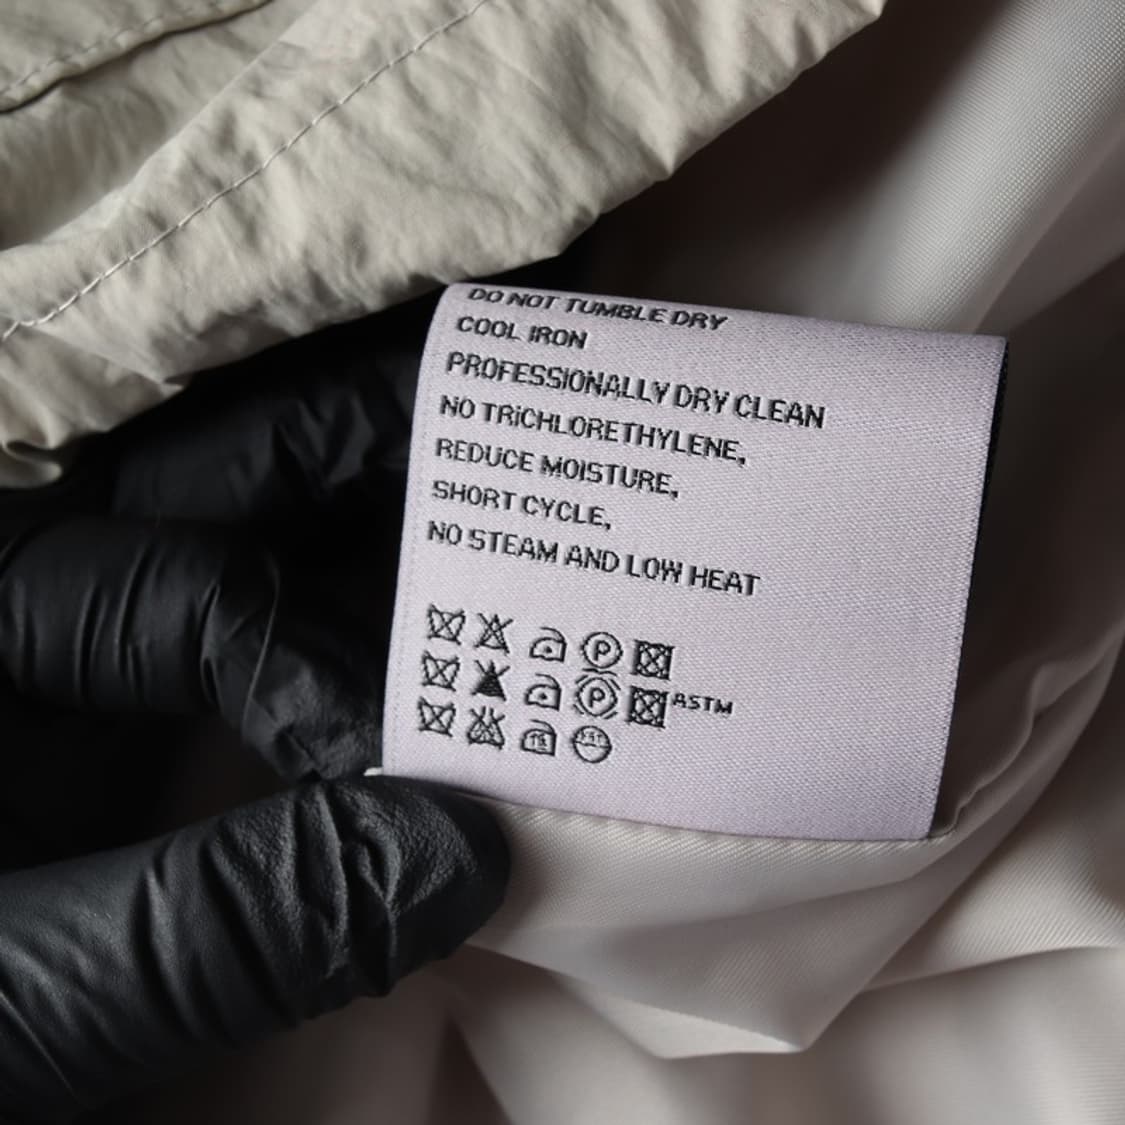 DO NOT TUMBLE DRY
COOL IRON
PROFESSIONALLY DRY CLEAN
NO TRICHLORETHYLENE,
REDUCE MOISTURE,
SHORT CYCLE,
NO STEAM AND LOW HEAT
P
P ASTM